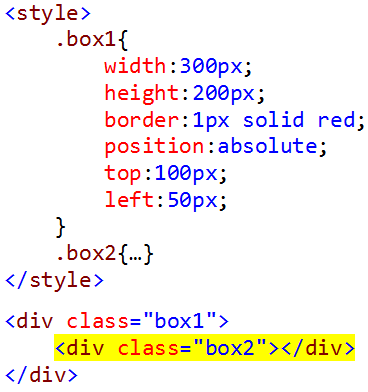 <style>
    .box1{
        width:300px;
        height:200px;
        border:1px solid red;
        position:absolute;
        top:100px;
        left:50px;
    }
    .box2{…}
</style>
<div class="box1">
    <div class="box2"></div>
</div>